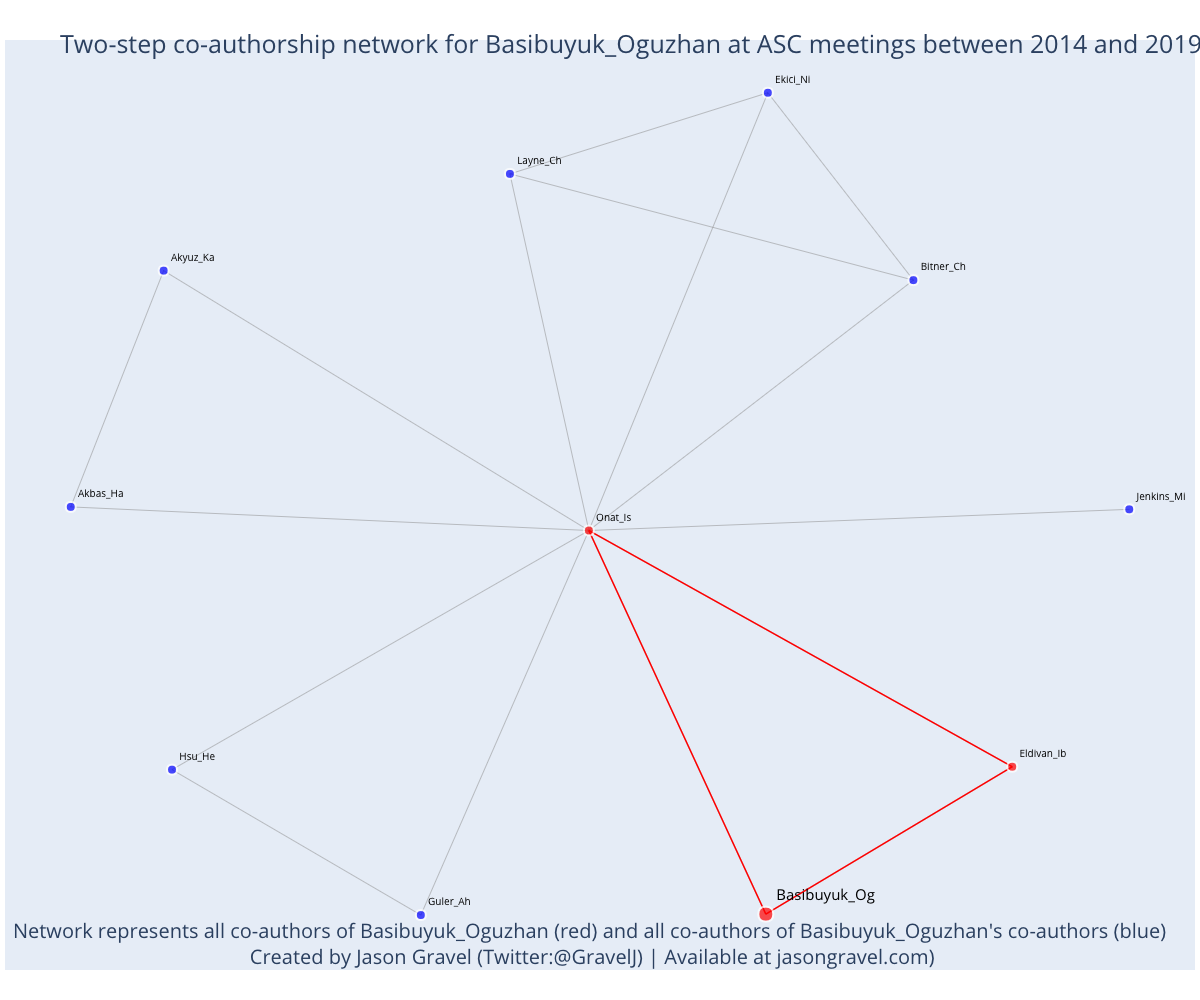 Two-step co-authorship network for Basibuyuk_Oguzhan at ASC meetings between 2014 and 2019
Ekici_Ni
Layne_Ch
Akyuz_Ka
Bitner_Ch
Akbas_Ha
Jenkins_Mi
Onat_Is
Hsu_He
Eldivan_Ib
Basibuyuk_Og
Guler_Ah
Network represents all co-authors of Basibuyuk_Oguzhan (red) and all co-authors of Basibuyuk_Oguzhan's co-authors (blue)
Created by Jason Gravel (Twitter:@GravelJ) | Available at jasongravel.com)